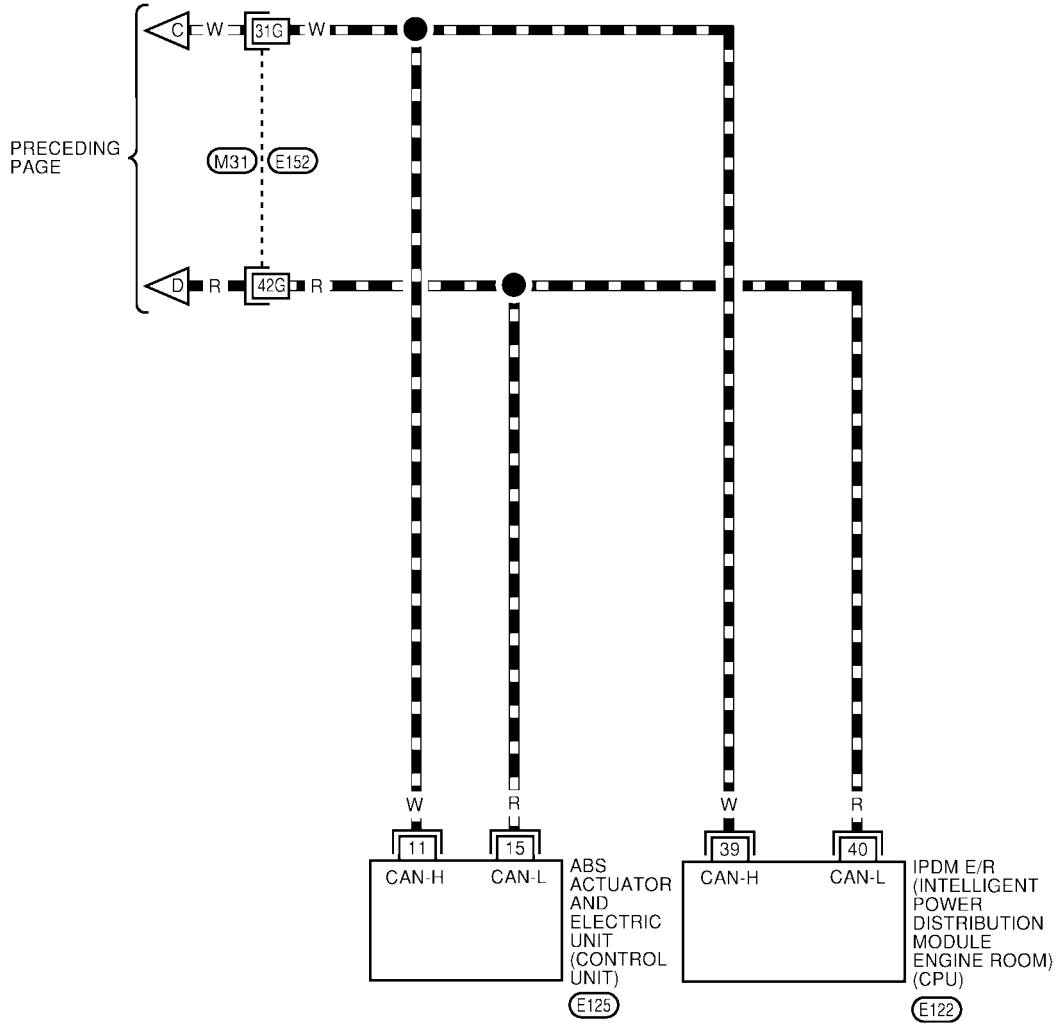 C W 31G W
PRECEDING
PAGE
M31 E152
D R 42G R
W R W R
11 15 39 40
CAN-H CAN-L
ABS
ACTUATOR
AND
ELECTRIC
UNIT
(CONTROL
UNIT)
E125
CAN-H CAN-L
IPDM E/R
(INTELLIGENT
POWER
DISTRIBUTION
MODULE
ENGINE ROOM)
(CPU)
E122